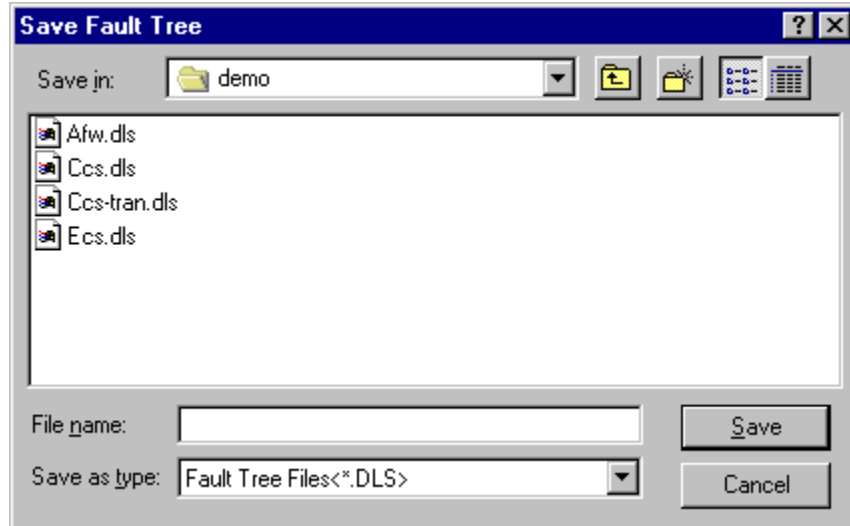 Save Fault Tree
Save in: demo
Afw.dls
Ccs.dls
Ccs-tran.dls
Ecs.dls
File name: Save
Save as type: Fault Tree Files<*.DLS> Cancel